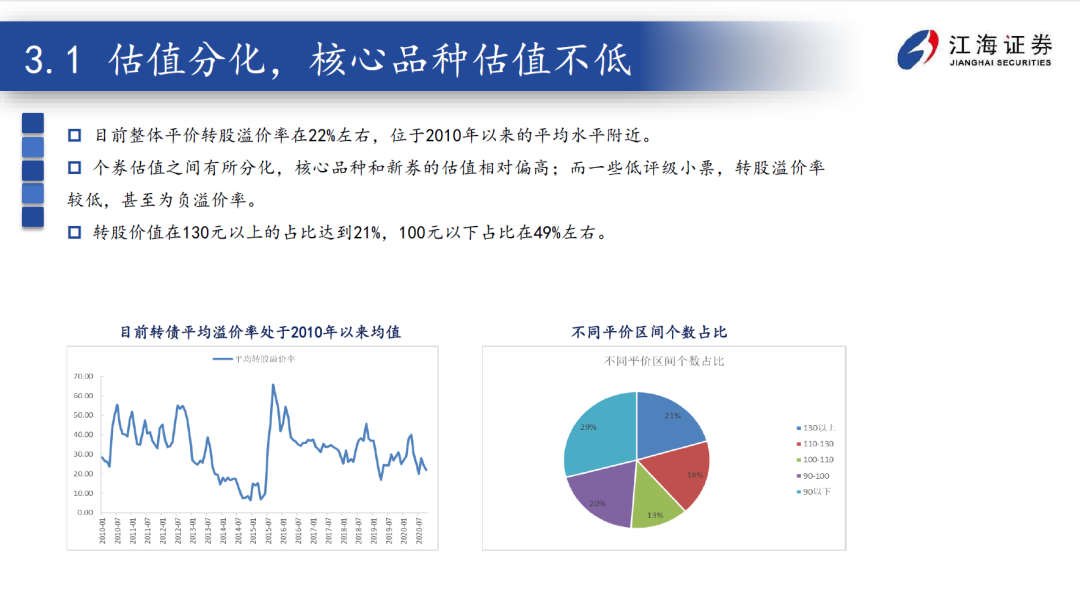 3.1 估值分化，核心品种估值不低
江海证券
JIANGHAI SECURITIES
目前整体平价转股溢价率在22%左右，位于2010年以来的平均水平附近。
个券估值之间有所分化，核心品种和新券的估值相对偏高；而一些低评级小票，转股溢价率
较低，甚至为负溢价率。
转股价值在130元以上的占比达到21%，100元以下占比在49%左右。
目前转债平均溢价率处于2010年以来均值
平均转股溢价率
70.00
60.00
50.00
40.00
30.00
20.00
10.00
0.00
2010-01
2010-07
2011-01
2011-07
2012-01
2012-07
2013-01
2013-07
2014-01
2014-07
2015-01
2015-07
2016-01
2016-07
2017-01
2017-07
2018-01
2018-07
2019-01
2019-07
2020-01
2020-07
不同平价区间个数占比
不同平价区间个数占比
21%
29%
16%
20%
13%
130以上
110-130
100-110
90-100
90以下